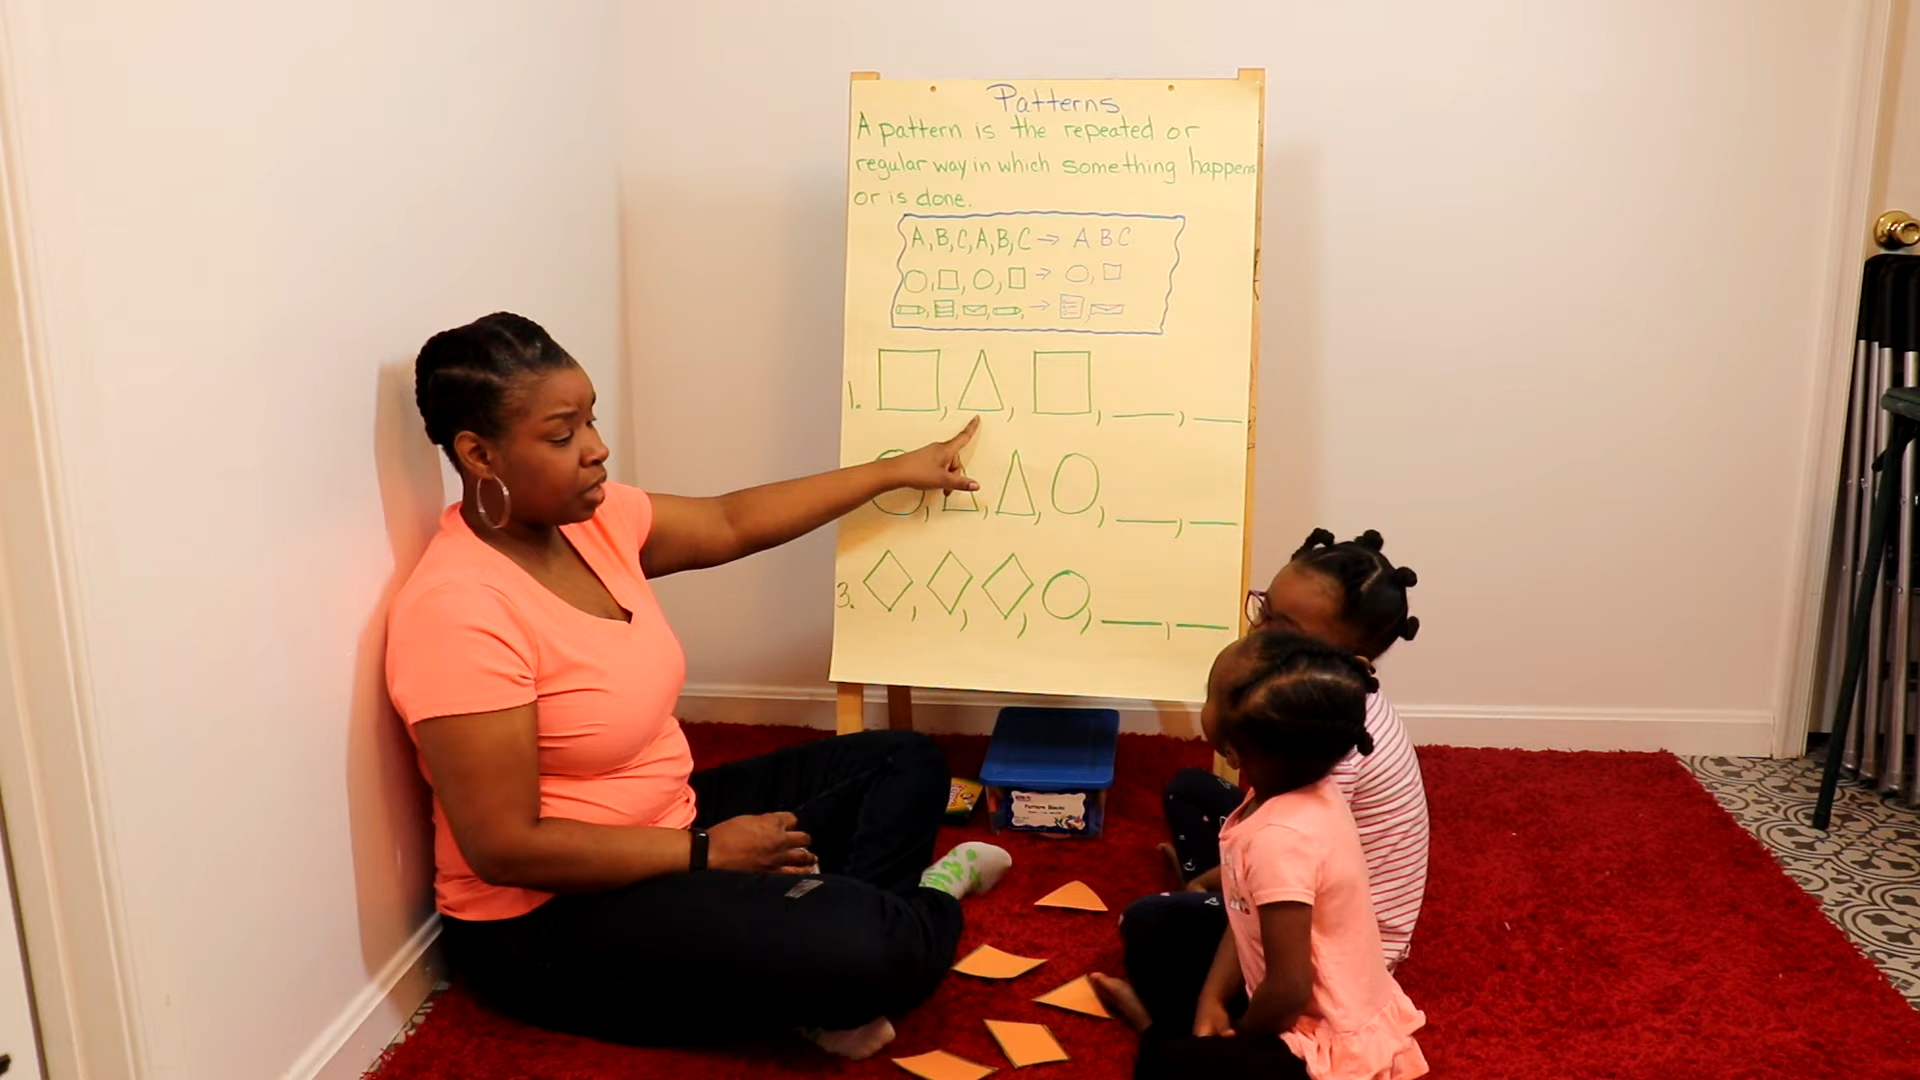 Patterns
A pattern is the repeated or
regular way in which something happens
or is done.
A, B, C, A, B, C → A B C
1.
3.
Pattern Blocks